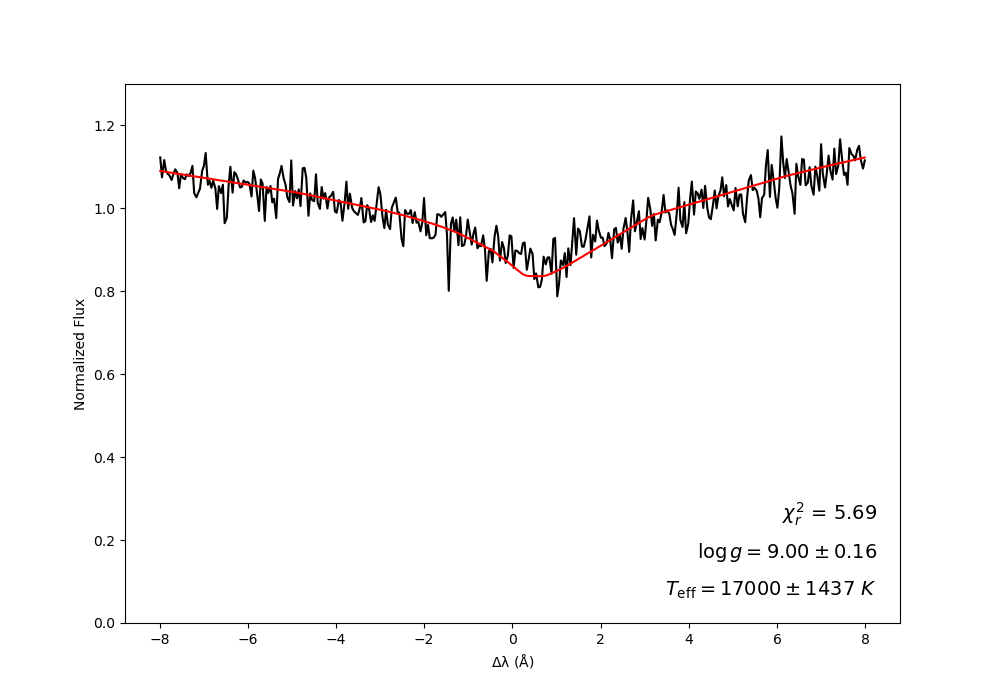 1.2
1.0
0.8
0.6
0.4
0.2
0.0
Normalized Flux
χ²ᵣ = 5.69
log g = 9.00 ± 0.16
T_eff = 17000 ± 1437 K
−8 −6 −4 −2 0 2 4 6 8
Δλ (Å)